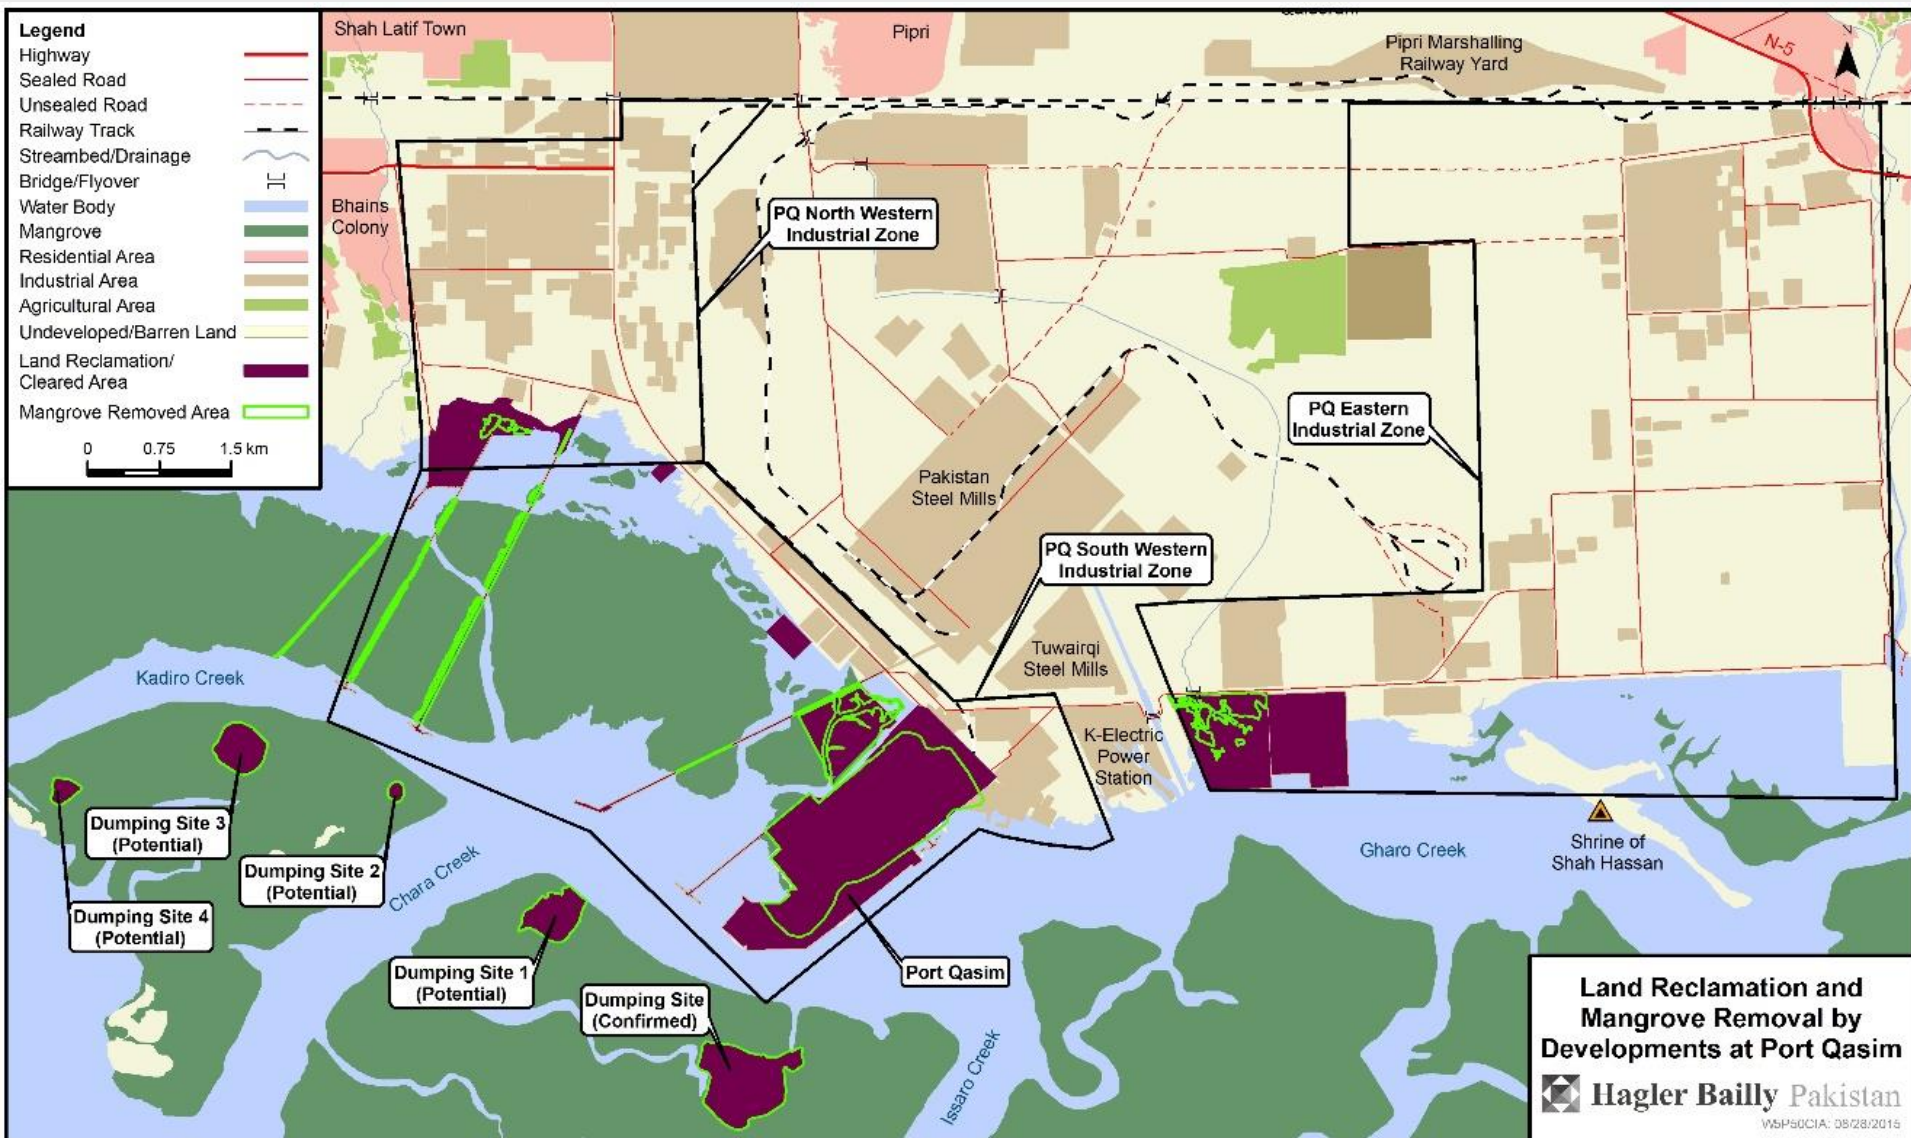 Legend
Highway
Sealed Road
Unsealed Road
Railway Track
Streambed/Drainage
Bridge/Flyover
Water Body
Mangrove
Residential Area
Industrial Area
Agricultural Area
Undeveloped/Barren Land
Land Reclamation/
Cleared Area
Mangrove Removed Area
0 0.75 1.5 km
Shah Latif Town
Pipri
Pipri Marshalling
Railway Yard
N-5
Bhains
Colony
PQ North Western
Industrial Zone
PQ Eastern
Industrial Zone
Pakistan
Steel Mills
PQ South Western
Industrial Zone
Tuwairqi
Steel Mills
K-Electric
Power
Station
Kadiro Creek
Dumping Site 3
(Potential)
Dumping Site 2
(Potential)
Chara Creek
Dumping Site 4
(Potential)
Dumping Site 1
(Potential)
Dumping Site
(Confirmed)
Port Qasim
Issaro Creek
Gharo Creek
Shrine of
Shah Hassan
Land Reclamation and
Mangrove Removal by
Developments at Port Qasim
Hagler Bailly Pakistan